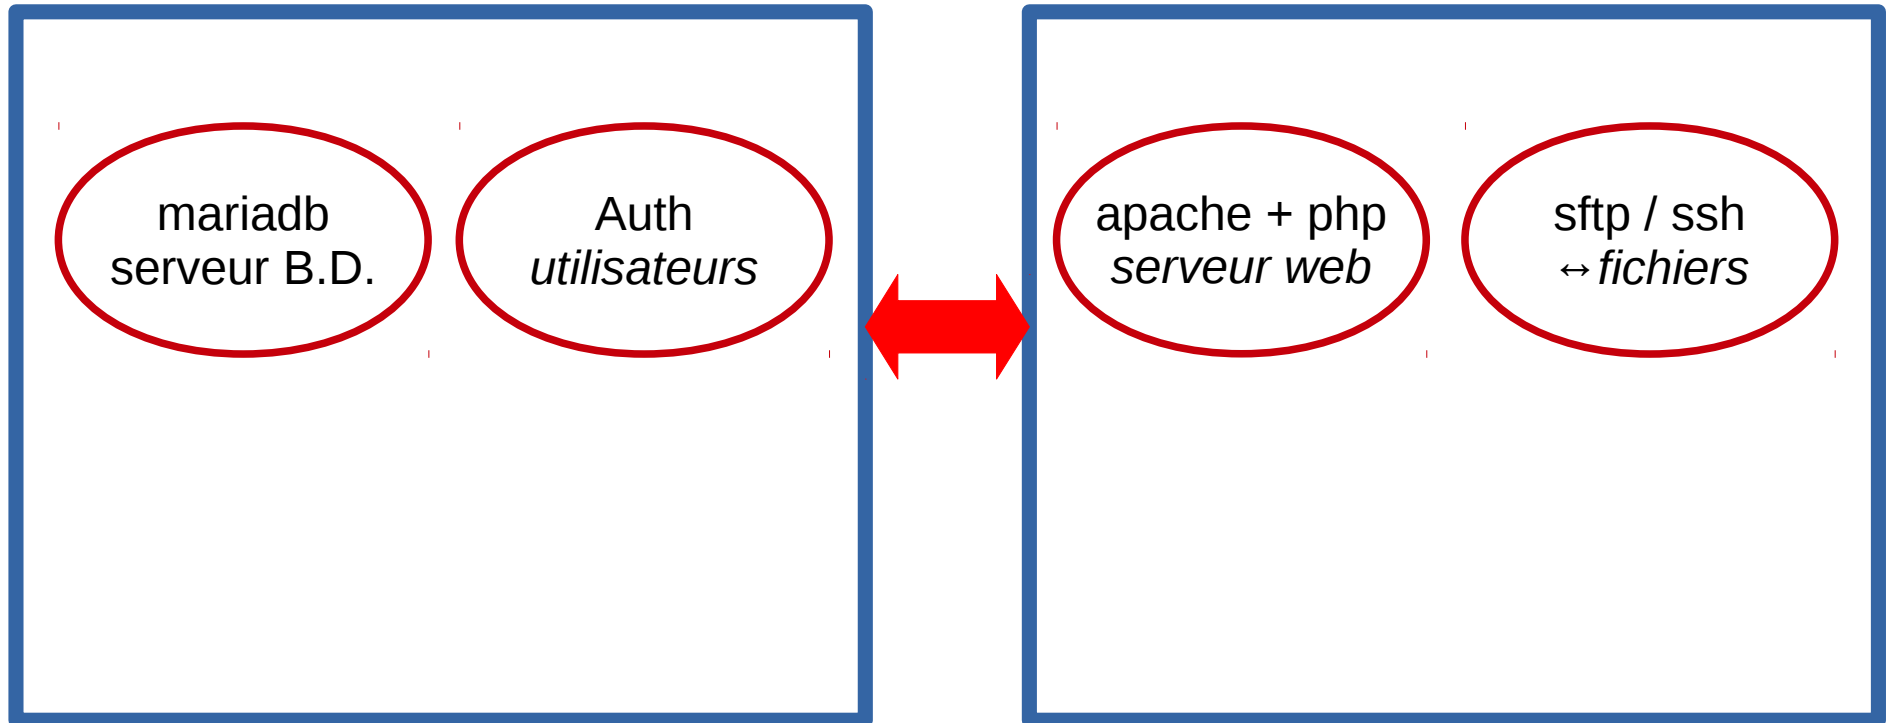 mariadb
serveur B.D.
Auth
utilisateurs
apache + php
serveur web
sftp / ssh
↔fichiers